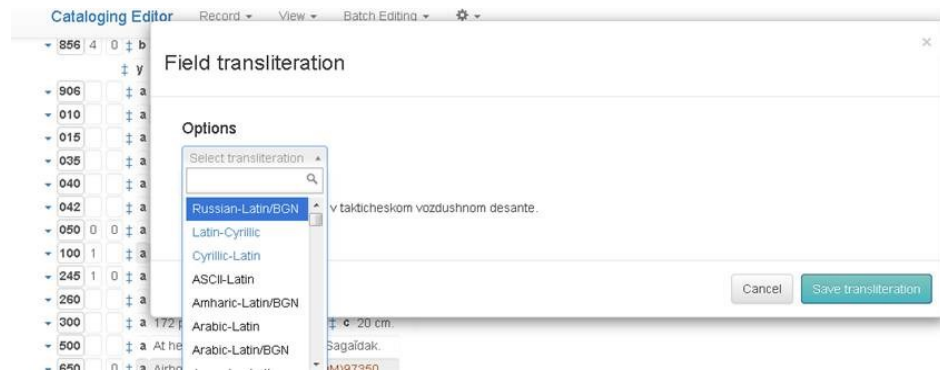 Cataloging Editor Record View Batch Editing
856 4 0 ‡ b
‡ y
Field transliteration ×
906 ‡ a
010 ‡ a
015 ‡ a
Options
035 ‡ a
Select transliteration
040 ‡ a
042 ‡ a
Russian-Latin/BGN v takticheskom vozdushnom desante.
050 0 0 ‡ a
Latin-Cyrillic
100 1 ‡ a
Cyrillic-Latin
245 1 0 ‡ a
ASCII-Latin
Cancel Save transliteration
260 ‡ a
Amharic-Latin/BGN
300 ‡ a 172 p
Arabic-Latin
‡ c 20 cm.
500 ‡ a At he
Arabic-Latin/BGN
Sagaĭdak.
650 0 ‡ a Airbo
M)97350